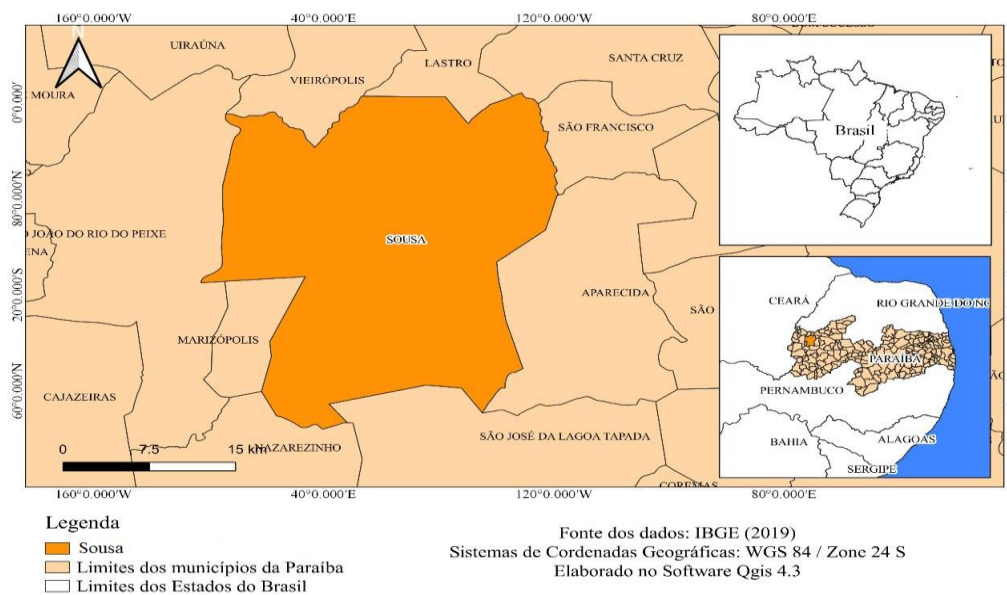 160°0.000'W 40°0.000'E 120°0.000'W 80°0.000'E
N
UIRAÚNA
LASTRO
SANTA CRUZ
VIEIRÓPOLIS
MOURA
0°0.000'
SÃO FRANCISCO
80°0.000'N
JOÃO DO RIO DO PEIXE
ENA
SOUSA
20°0.000'S
APARECIDA
SÃO
MARIZÓPOLIS
CAJAZEIRAS
60°0.000'N
NAZAREZINHO
SÃO JOSÉ DA LAGOA TAPADA
COREMAS
0 7.5 15 km
Brasil
CEARÁ
RIO GRANDE DO NO
PARAÍBA
PERNAMBUCO
BAHIA
ALAGOAS
SERGIPE
160°0.000'W 40°0.000'E 120°0.000'W 80°0.000'E
Legenda
Sousa
Limites dos municípios da Paraíba
Limites dos Estados do Brasil
Fonte dos dados: IBGE (2019)
Sistemas de Cordenadas Geográficas: WGS 84 / Zone 24 S
Elaborado no Software Qgis 4.3